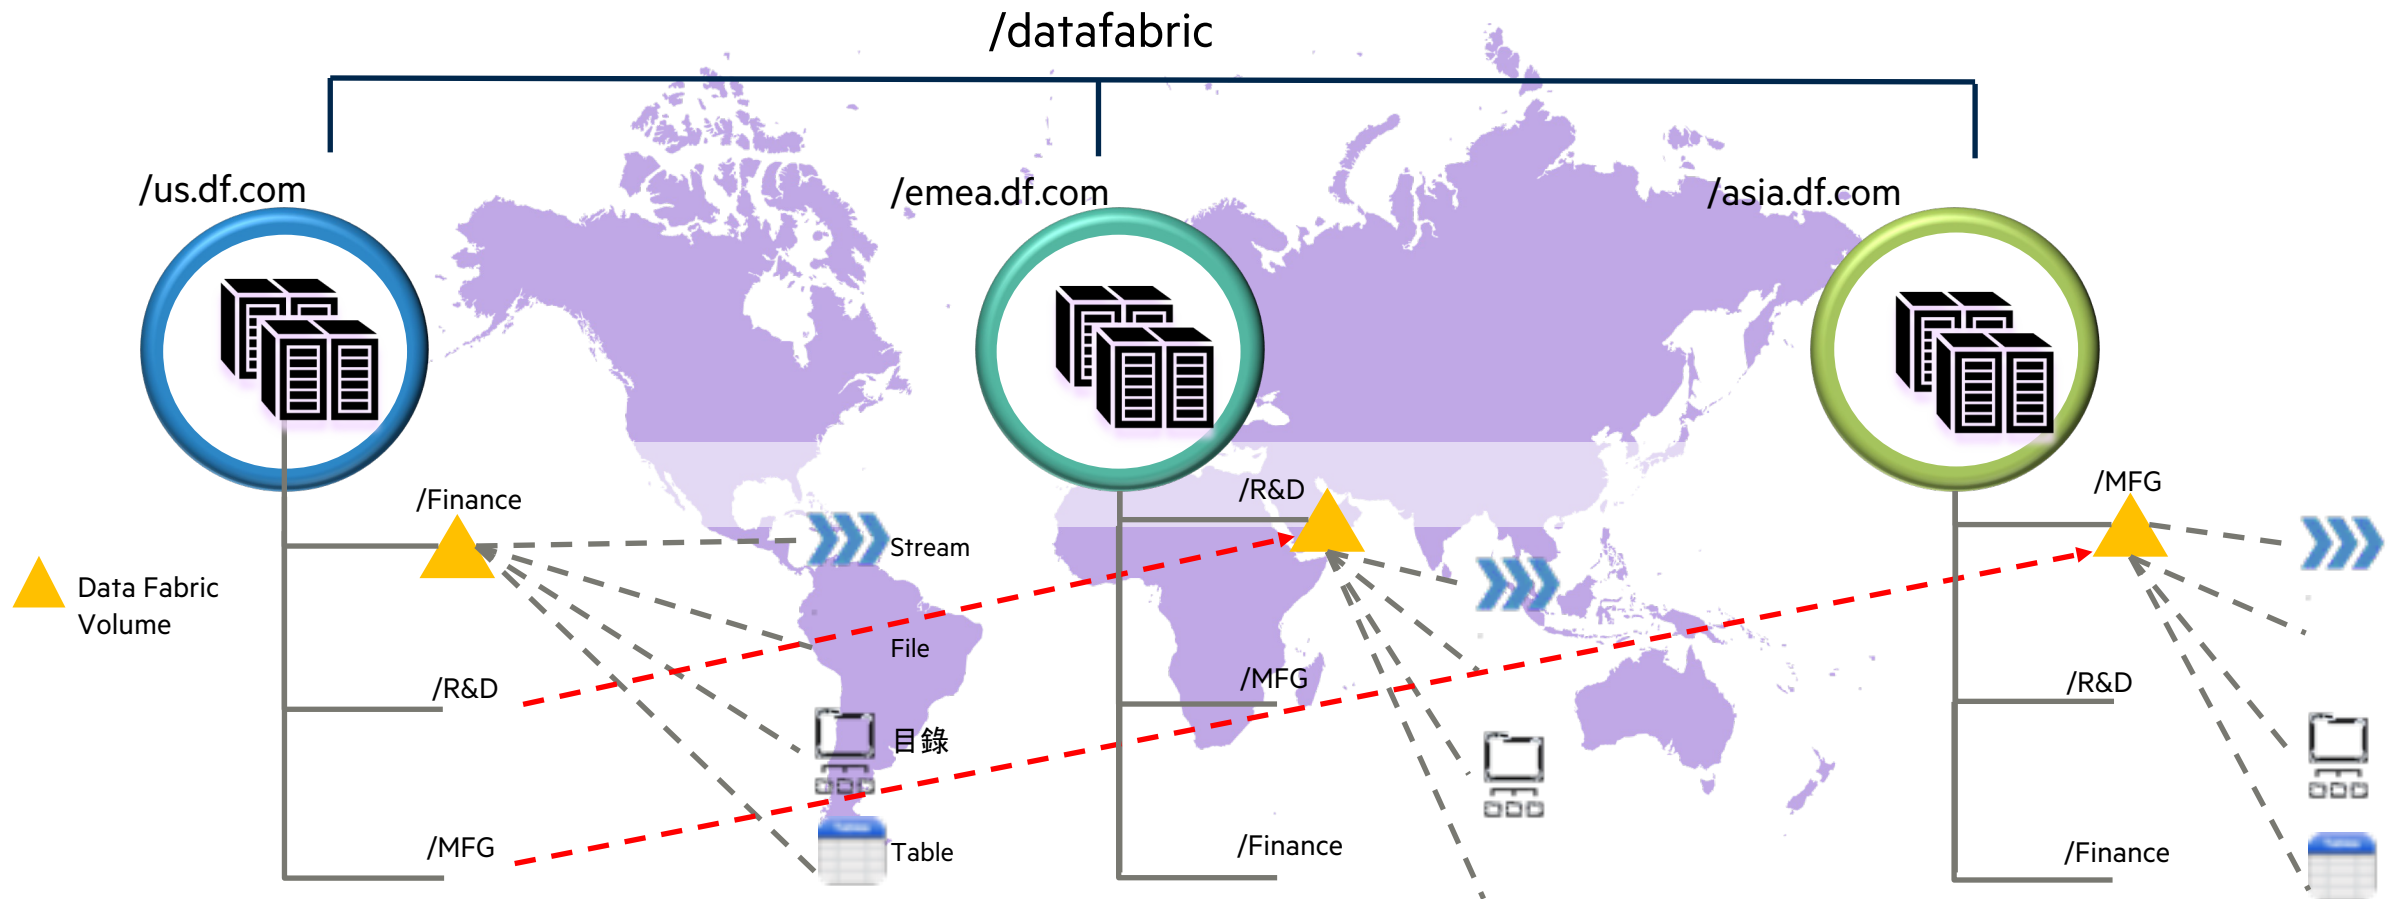 /datafabric
/us.df.com
/emea.df.com
/asia.df.com
/Finance
/R&D
/MFG
Stream
Data Fabric
Volume
File
/R&D
/MFG
/R&D
目錄
/MFG
Table
/Finance
/Finance